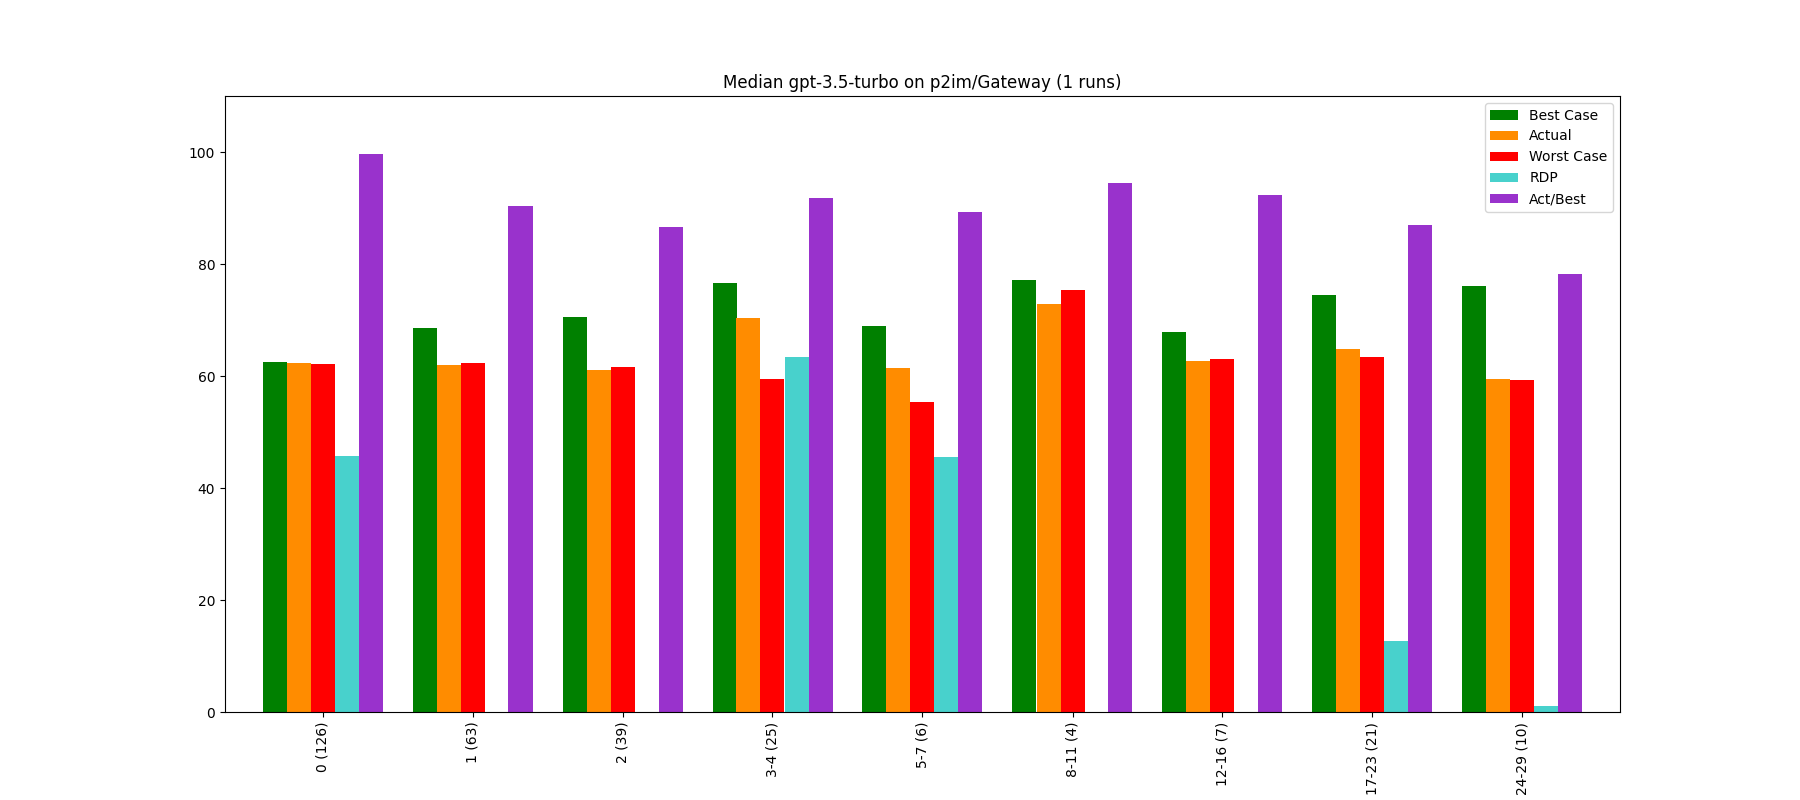 Median gpt-3.5-turbo on p2im/Gateway (1 runs)
Best Case
Actual
Worst Case
RDP
Act/Best
100
80
60
40
20
0
0 (126)
1 (63)
2 (39)
3-4 (25)
5-7 (6)
8-11 (4)
12-16 (7)
17-23 (21)
24-29 (10)